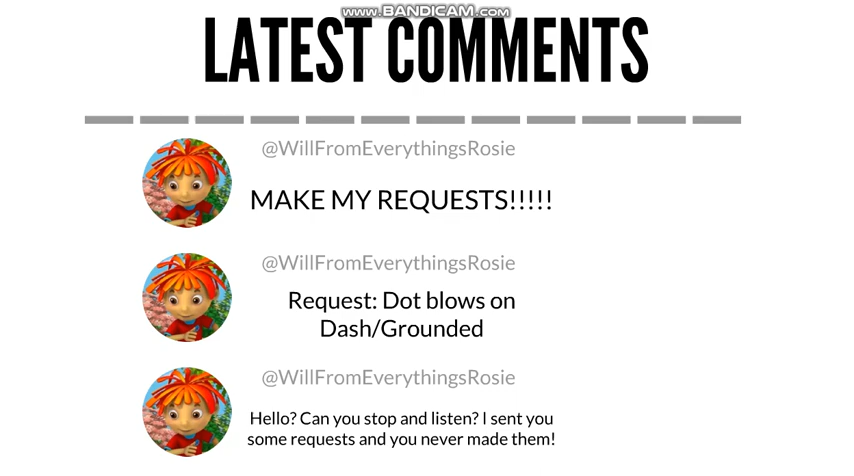 www.BANDICAM.com
LATEST COMMENTS
@WillFromEverythingsRosie
MAKE MY REQUESTS!!!!!
@WillFromEverythingsRosie
Request: Dot blows on
Dash/Grounded
@WillFromEverythingsRosie
Hello? Can you stop and listen? I sent you
some requests and you never made them!